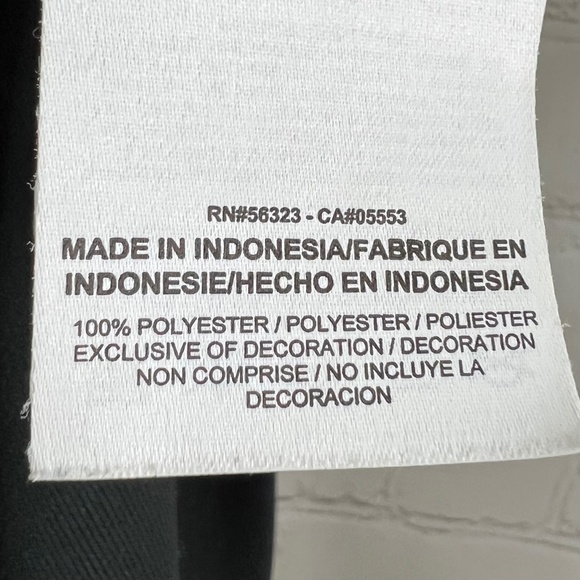 RN#56323 - CA#05553
MADE IN INDONESIA/FABRIQUE EN
INDONESIE/HECHO EN INDONESIA
100% POLYESTER / POLYESTER / POLIESTER
EXCLUSIVE OF DECORATION / DECORATION
NON COMPRISE / NO INCLUYE LA
DECORACION